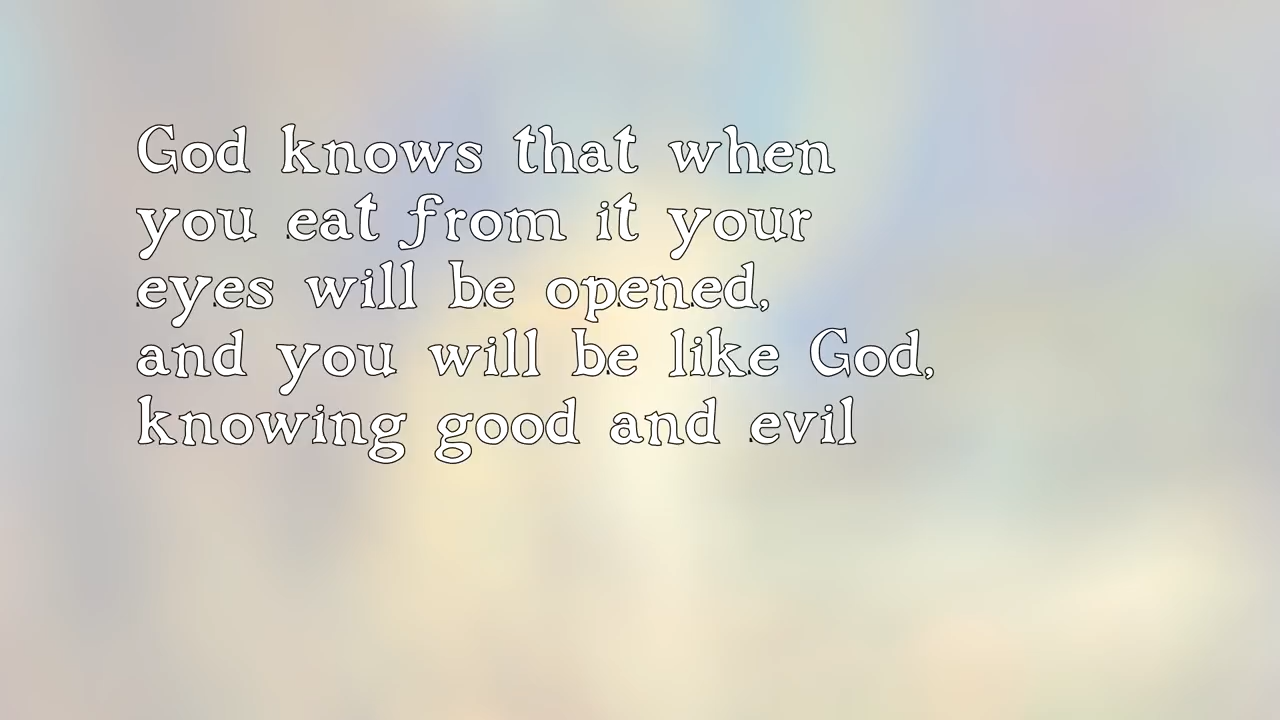 God knows that when
you eat from it your
eyes will be opened,
and you will be like God,
knowing good and evil